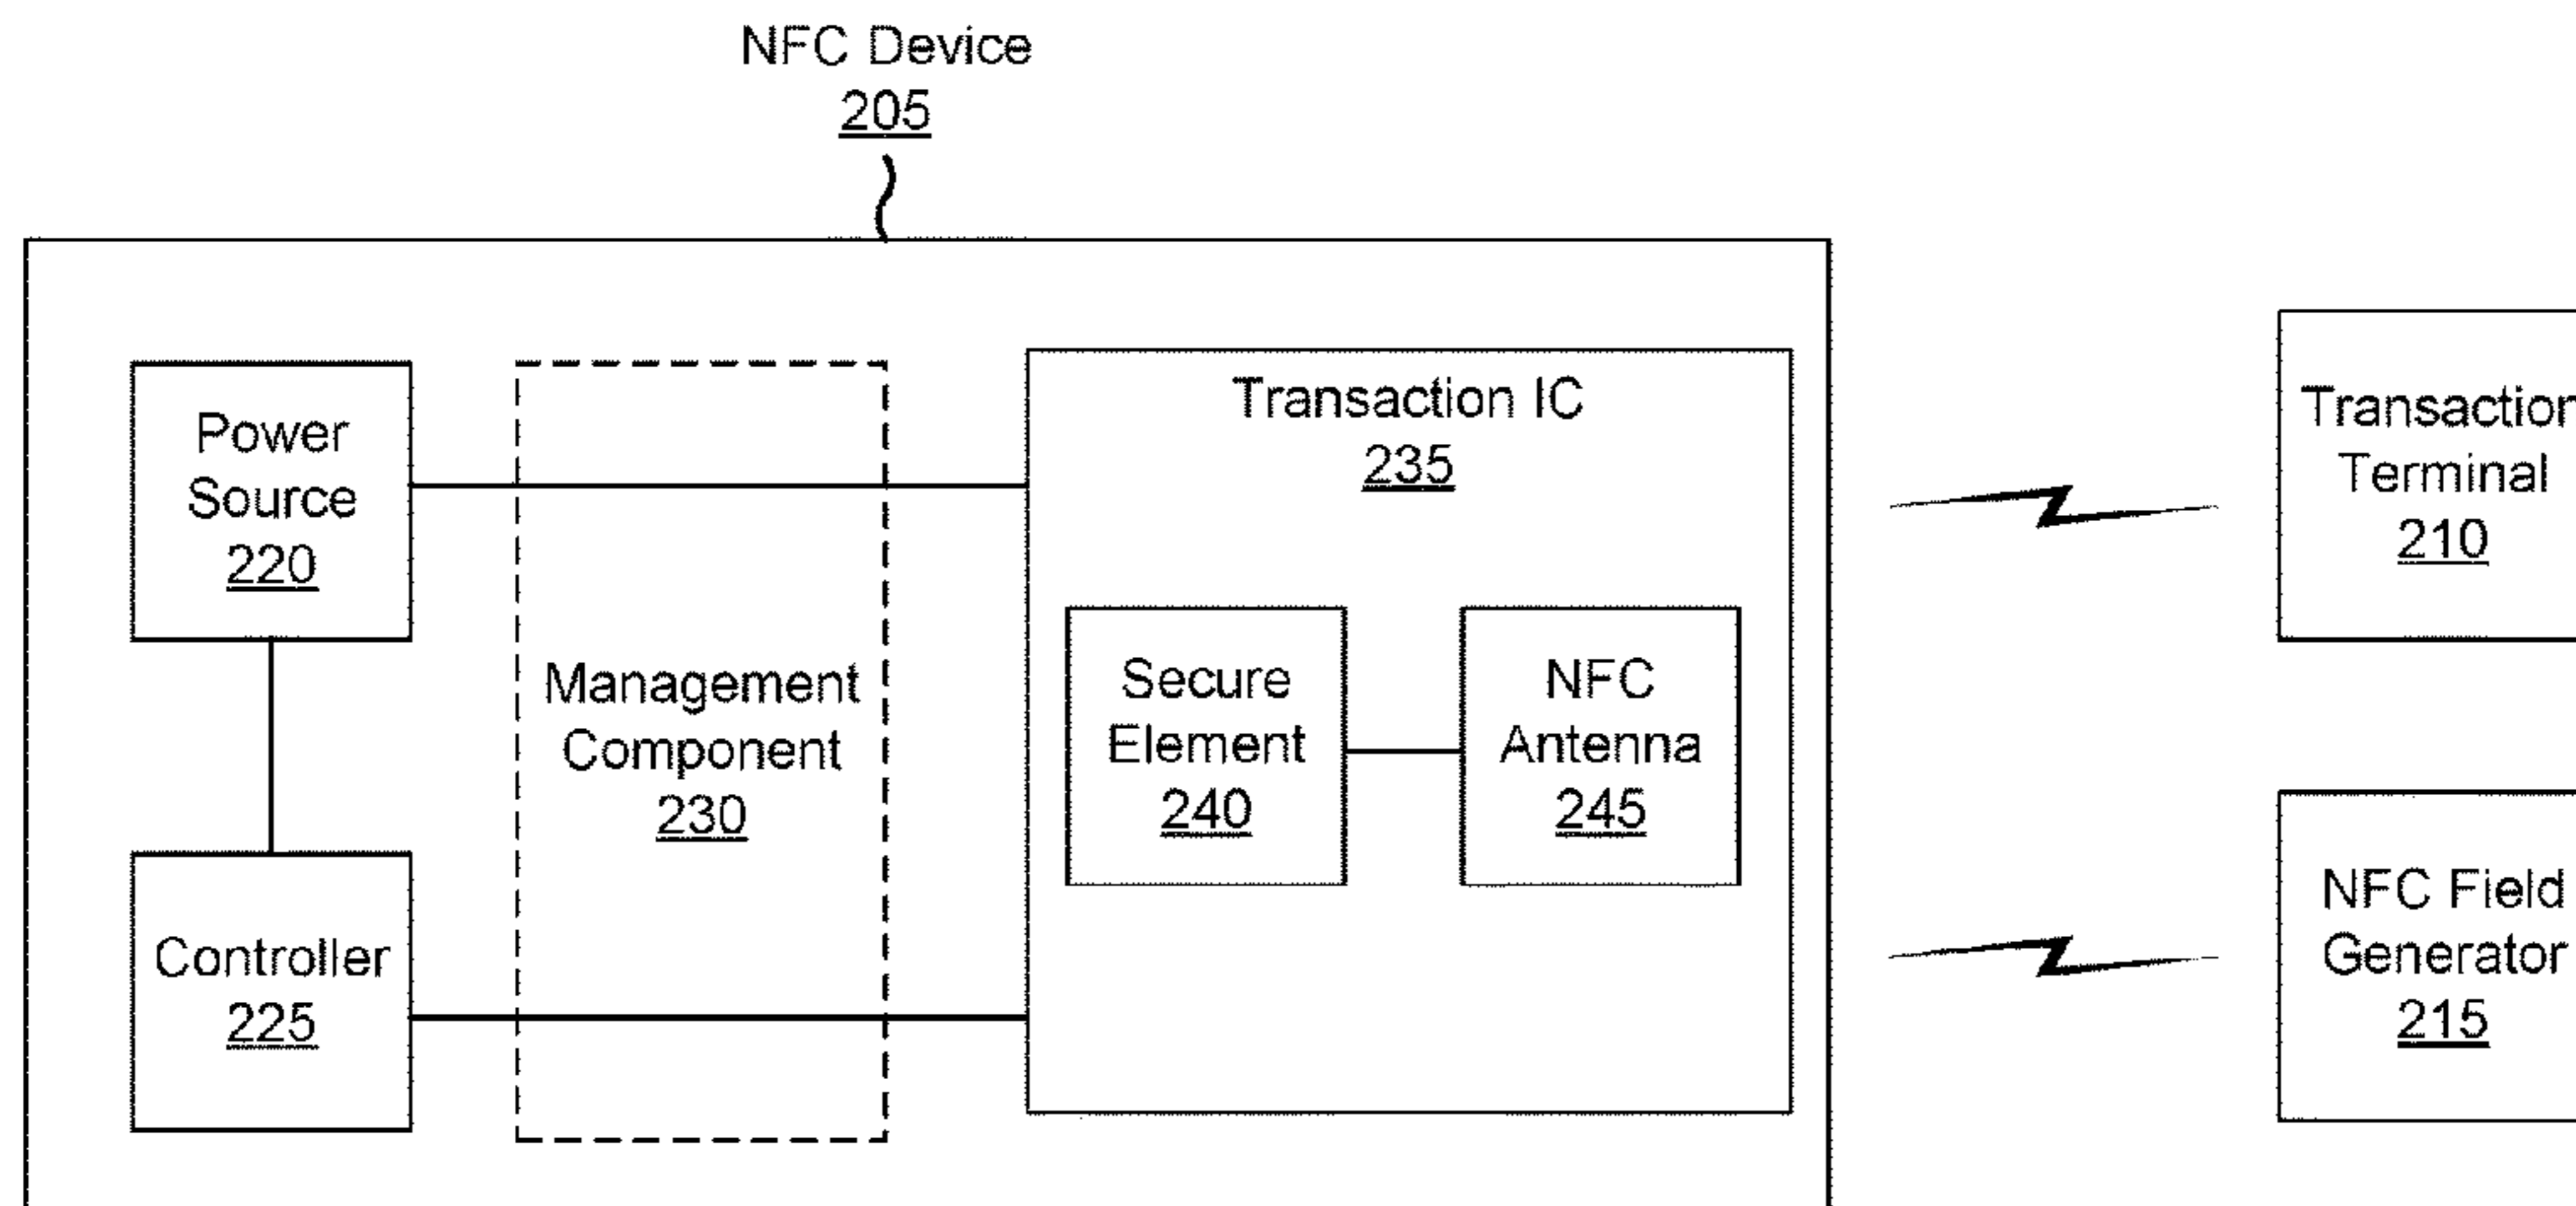 NFC Device
205
Power
Source
220
Controller
225
Management
Component
230
Transaction IC
235
Secure
Element
240
NFC
Antenna
245
Transaction
Terminal
210
NFC Field
Generator
215